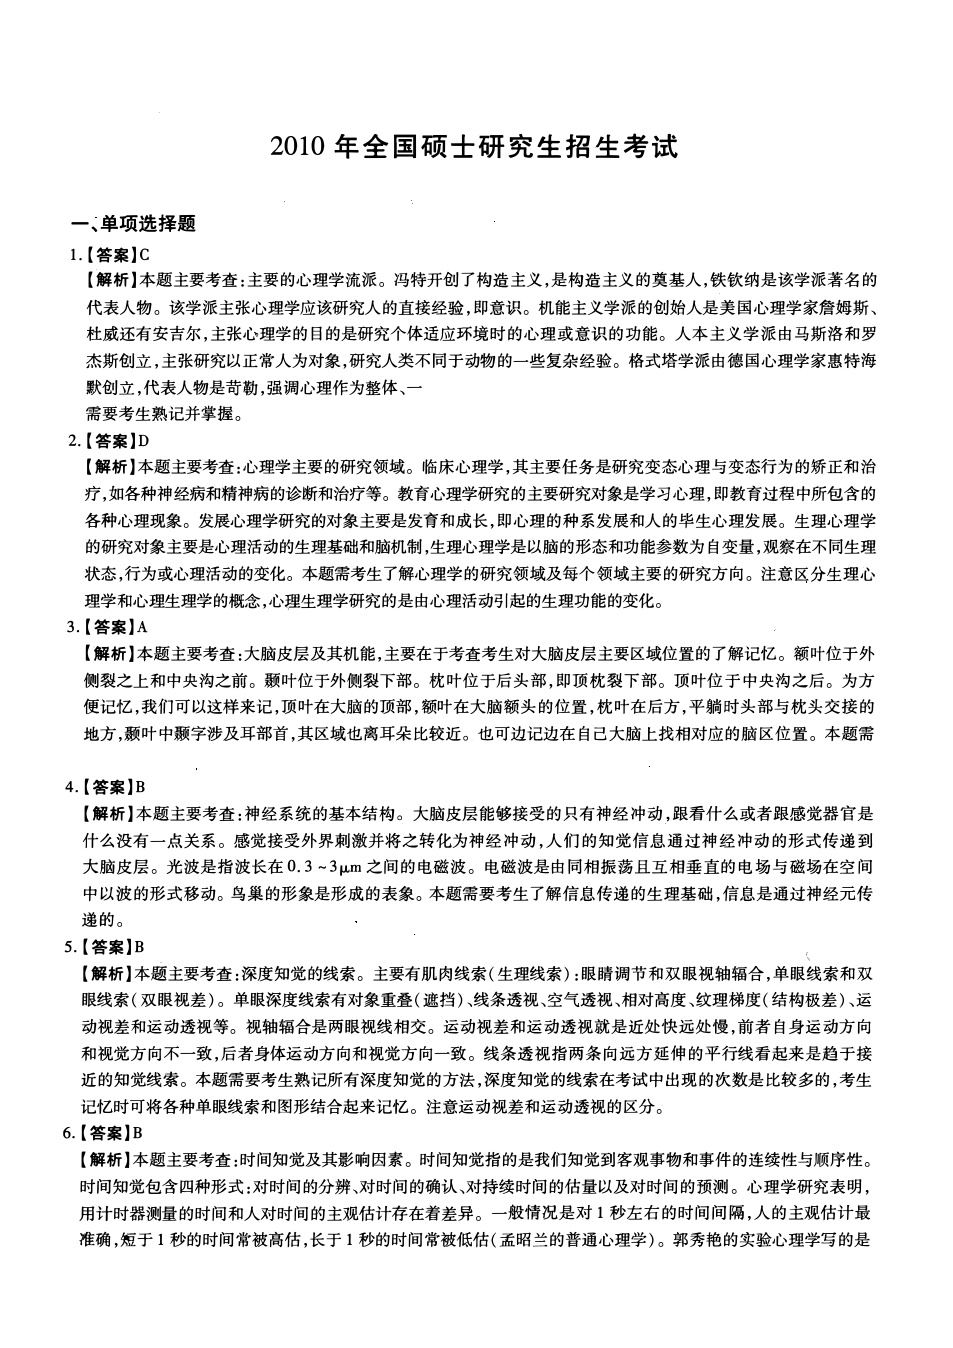 2010 年全国硕士研究生招生考试
一、单项选择题
1.【答案】C
【解析】本题主要考查:主要的心理学流派。冯特开创了构造主义,是构造主义的奠基人,铁钦纳是该学派著名的
代表人物。该学派主张心理学应该研究人的直接经验,即意识。机能主义学派的创始人是美国心理学家詹姆斯、
杜威还有安吉尔,主张心理学的目的是研究个体适应环境时的心理或意识的功能。人本主义学派由马斯洛和罗
杰斯创立,主张研究以正常人为对象,研究人类不同于动物的一些复杂经验。格式塔学派由德国心理学家惠特海
默创立,代表人物是苛勒,强调心理作为整体、一
需要考生熟记并掌握。
2.【答案】D
【解析】本题主要考查:心理学主要的研究领域。临床心理学,其主要任务是研究变态心理与变态行为的矫正和治
疗,如各种神经病和精神病的诊断和治疗等。教育心理学研究的主要研究对象是学习心理,即教育过程中所包含的
各种心理现象。发展心理学研究的对象主要是发育和成长,即心理的种系发展和人的毕生心理发展。生理心理学
的研究对象主要是心理活动的生理基础和脑机制,生理心理学是以脑的形态和功能参数为自变量,观察在不同生理
状态,行为或心理活动的变化。本题需考生了解心理学的研究领域及每个领域主要的研究方向。注意区分生理心
理学和心理生理学的概念,心理生理学研究的是由心理活动引起的生理功能的变化。
3.【答案】A
【解析】本题主要考查:大脑皮层及其机能,主要在于考查考生对大脑皮层主要区域位置的了解记忆。额叶位于外
侧裂之上和中央沟之前。颞叶位于外侧裂下部。枕叶位于后头部,即顶枕裂下部。顶叶位于中央沟之后。为方
便记忆,我们可以这样来记,顶叶在大脑的顶部,额叶在大脑额头的位置,枕叶在后方,平躺时头部与枕头交接的
地方,颞叶中颞字涉及耳部首,其区域也离耳朵比较近。也可边记边在自己大脑上找相对应的脑区位置。本题需
4.【答案】B
【解析】本题主要考查:神经系统的基本结构。大脑皮层能够接受的只有神经冲动,跟看什么或者跟感觉器官是
什么没有一点关系。感觉接受外界刺激并将之转化为神经冲动,人们的知觉信息通过神经冲动的形式传递到
大脑皮层。光波是指波长在 0.3 ~3μm 之间的电磁波。电磁波是由同相振荡且互相垂直的电场与磁场在空间
中以波的形式移动。鸟巢的形象是形成的表象。本题需要考生了解信息传递的生理基础,信息是通过神经元传
递的。
5.【答案】B
【解析】本题主要考查:深度知觉的线索。主要有肌肉线索(生理线索):眼睛调节和双眼视轴辐合,单眼线索和双
眼线索(双眼视差)。单眼深度线索有对象重叠(遮挡)、线条透视、空气透视、相对高度、纹理梯度(结构极差)、运
动视差和运动透视等。视轴辐合是两眼视线相交。运动视差和运动透视就是近处快远处慢,前者自身运动方向
和视觉方向不一致,后者身体运动方向和视觉方向一致。线条透视指两条向远方延伸的平行线看起来是趋于接
近的知觉线索。本题需要考生熟记所有深度知觉的方法,深度知觉的线索在考试中出现的次数是比较多的,考生
记忆时可将各种单眼线索和图形结合起来记忆。注意运动视差和运动透视的区分。
6.【答案】B
【解析】本题主要考查:时间知觉及其影响因素。时间知觉指的是我们知觉到客观事物和事件的连续性与顺序性。
时间知觉包含四种形式:对时间的分辨、对时间的确认、对持续时间的估量以及对时间的预测。心理学研究表明,
用计时器测量的时间和人对时间的主观估计存在着差异。一般情况是对 1 秒左右的时间间隔,人的主观估计最
准确,短于 1 秒的时间常被高估,长于 1 秒的时间常被低估(孟昭兰的普通心理学)。郭秀艳的实验心理学写的是